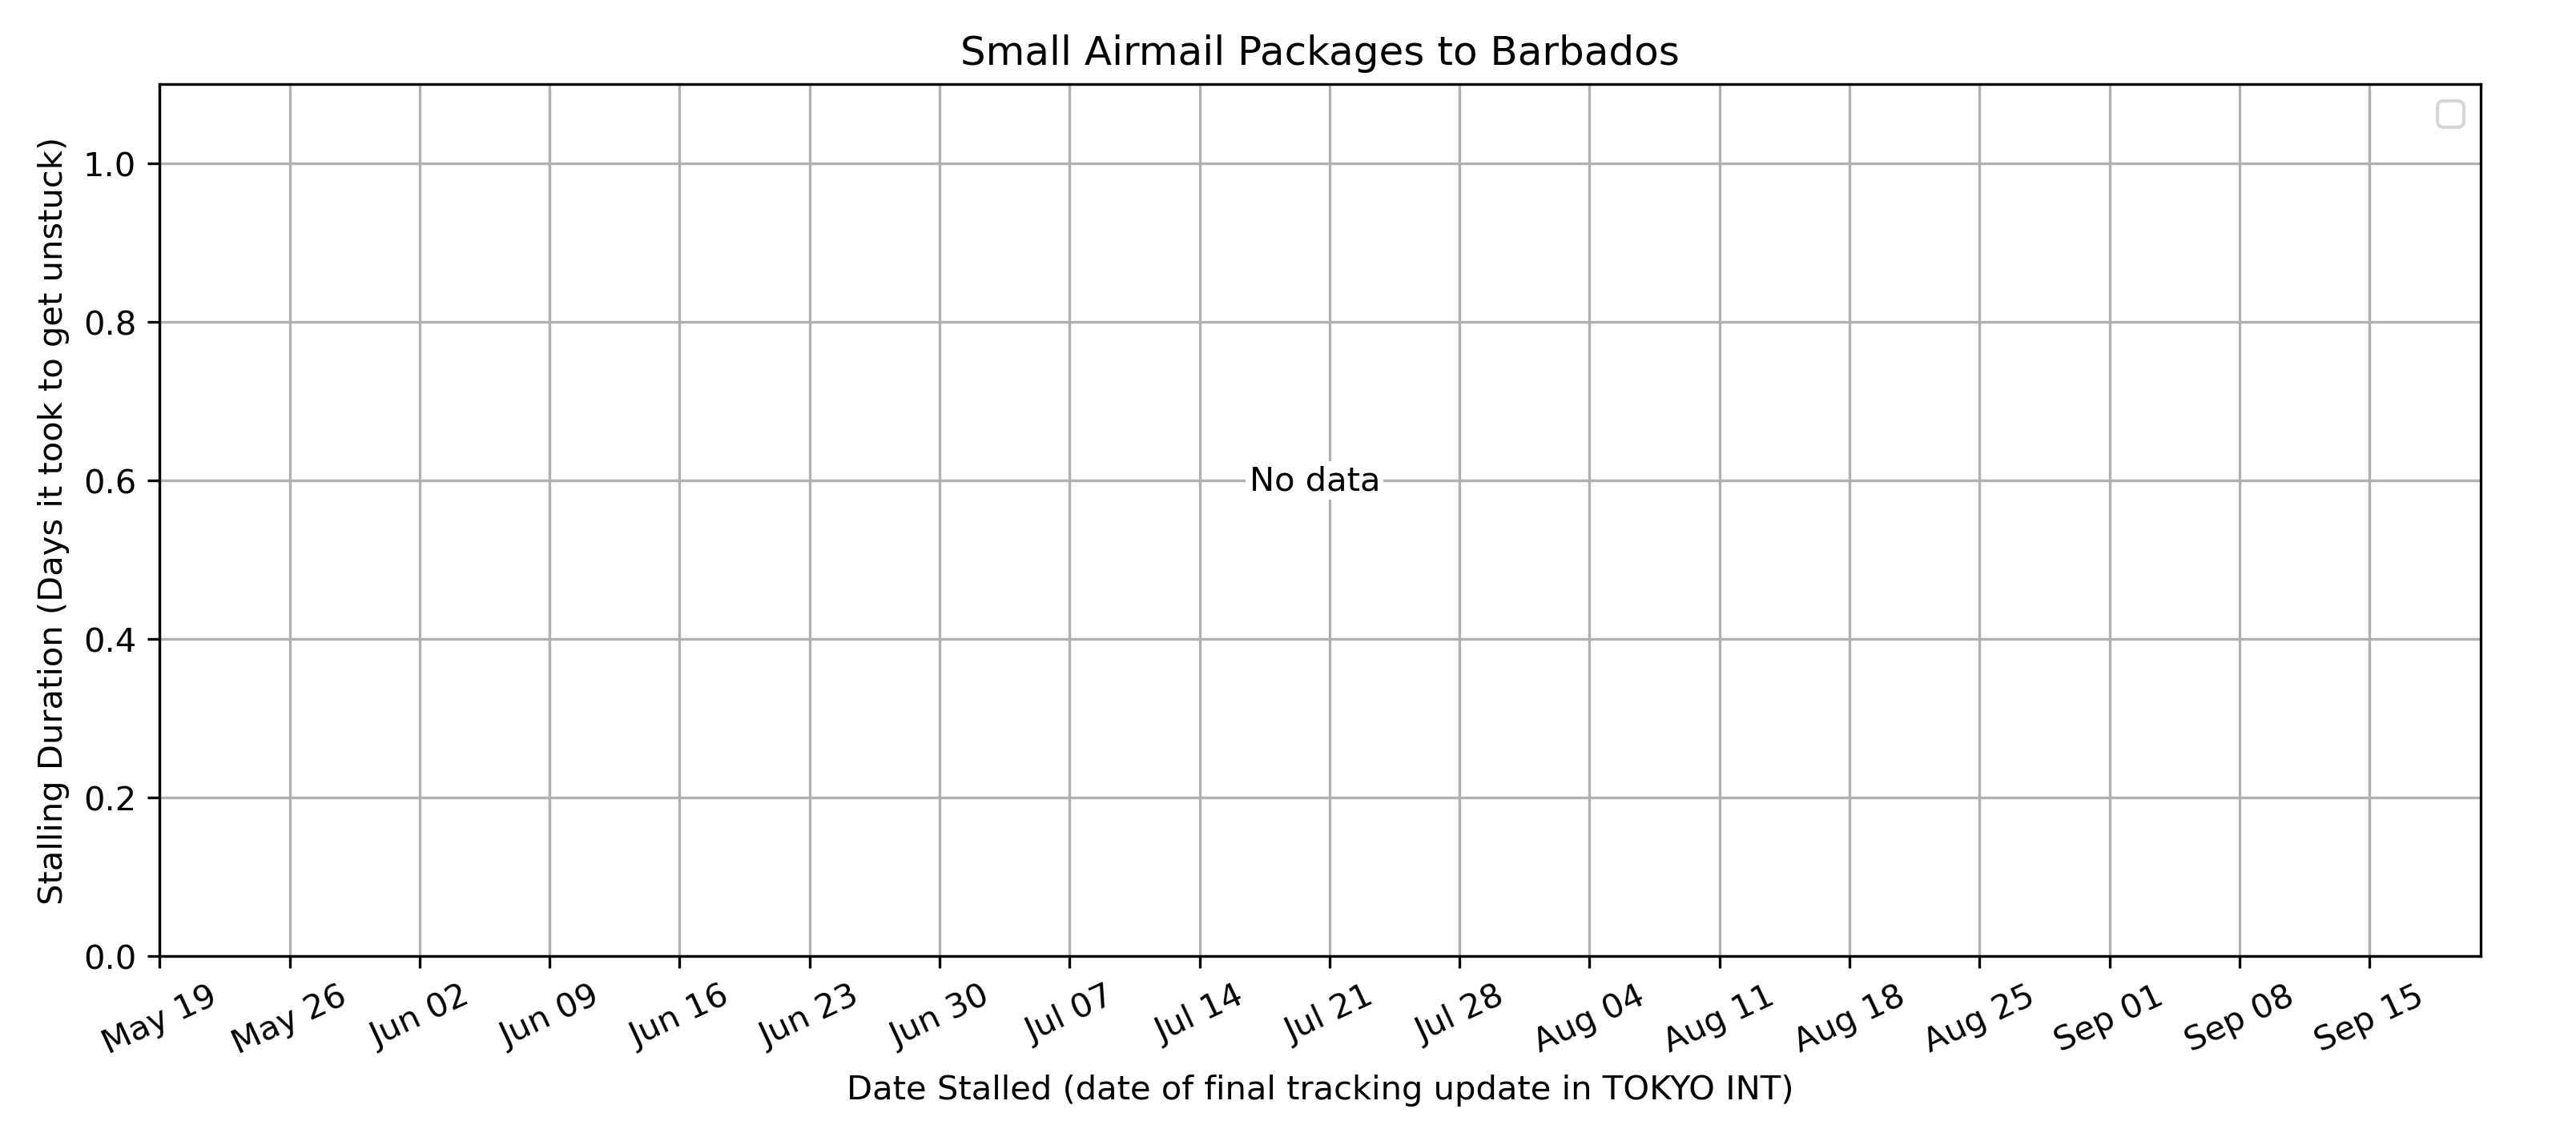 Small Airmail Packages to Barbados
Stalling Duration (Days it took to get unstuck)
1.0
0.8
0.6
0.4
0.2
0.0
No data
May 19
May 26
Jun 02
Jun 09
Jun 16
Jun 23
Jun 30
Jul 07
Jul 14
Jul 21
Jul 28
Aug 04
Aug 11
Aug 18
Aug 25
Sep 01
Sep 08
Sep 15
Date Stalled (date of final tracking update in TOKYO INT)